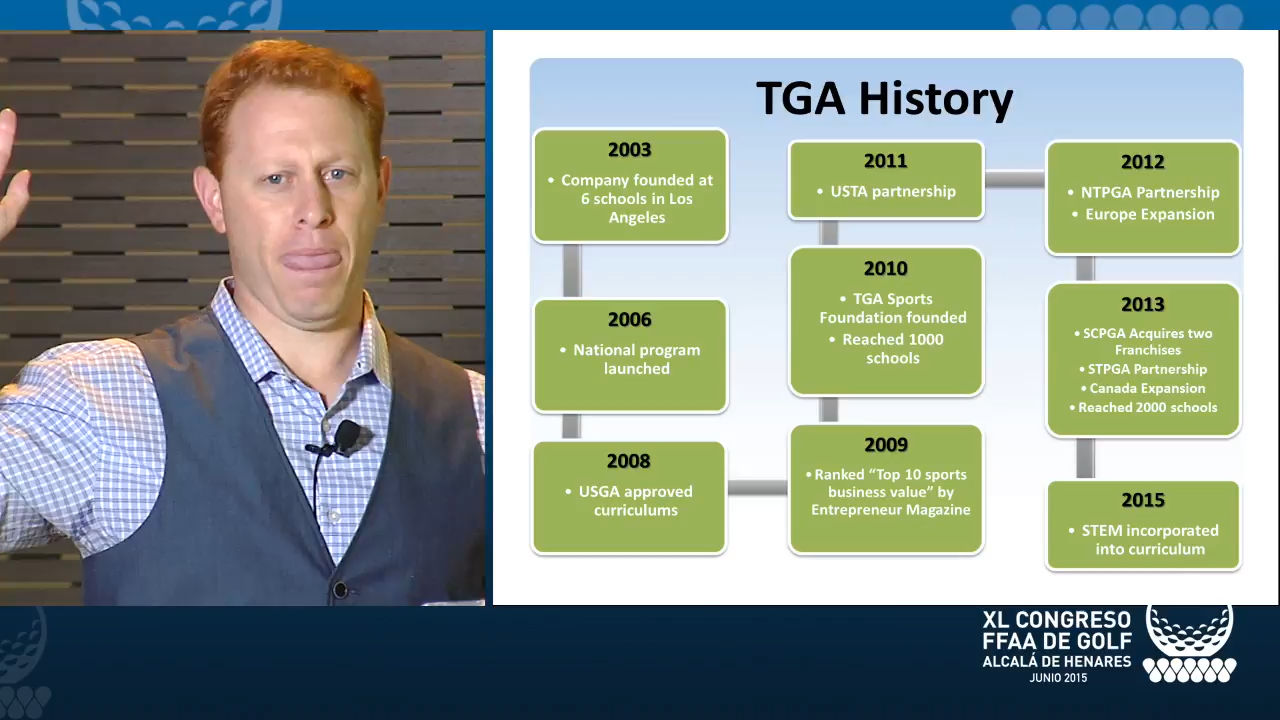 TGA History
2003
• Company founded at
6 schools in Los
Angeles
2006
• National program
launched
2008
• USGA approved
curriculums
2009
• Ranked “Top 10 sports
business value” by
Entrepreneur Magazine
2010
• TGA Sports
Foundation founded
• Reached 1000
schools
2011
• USTA partnership
2012
• NTPGA Partnership
• Europe Expansion
2013
• SCPGA Acquires two
Franchises
• STPGA Partnership
• Canada Expansion
• Reached 2000 schools
2015
• STEM incorporated
into curriculum
XL CONGRESO
FFAA DE GOLF
ALCALÁ DE HENARES
JUNIO 2015